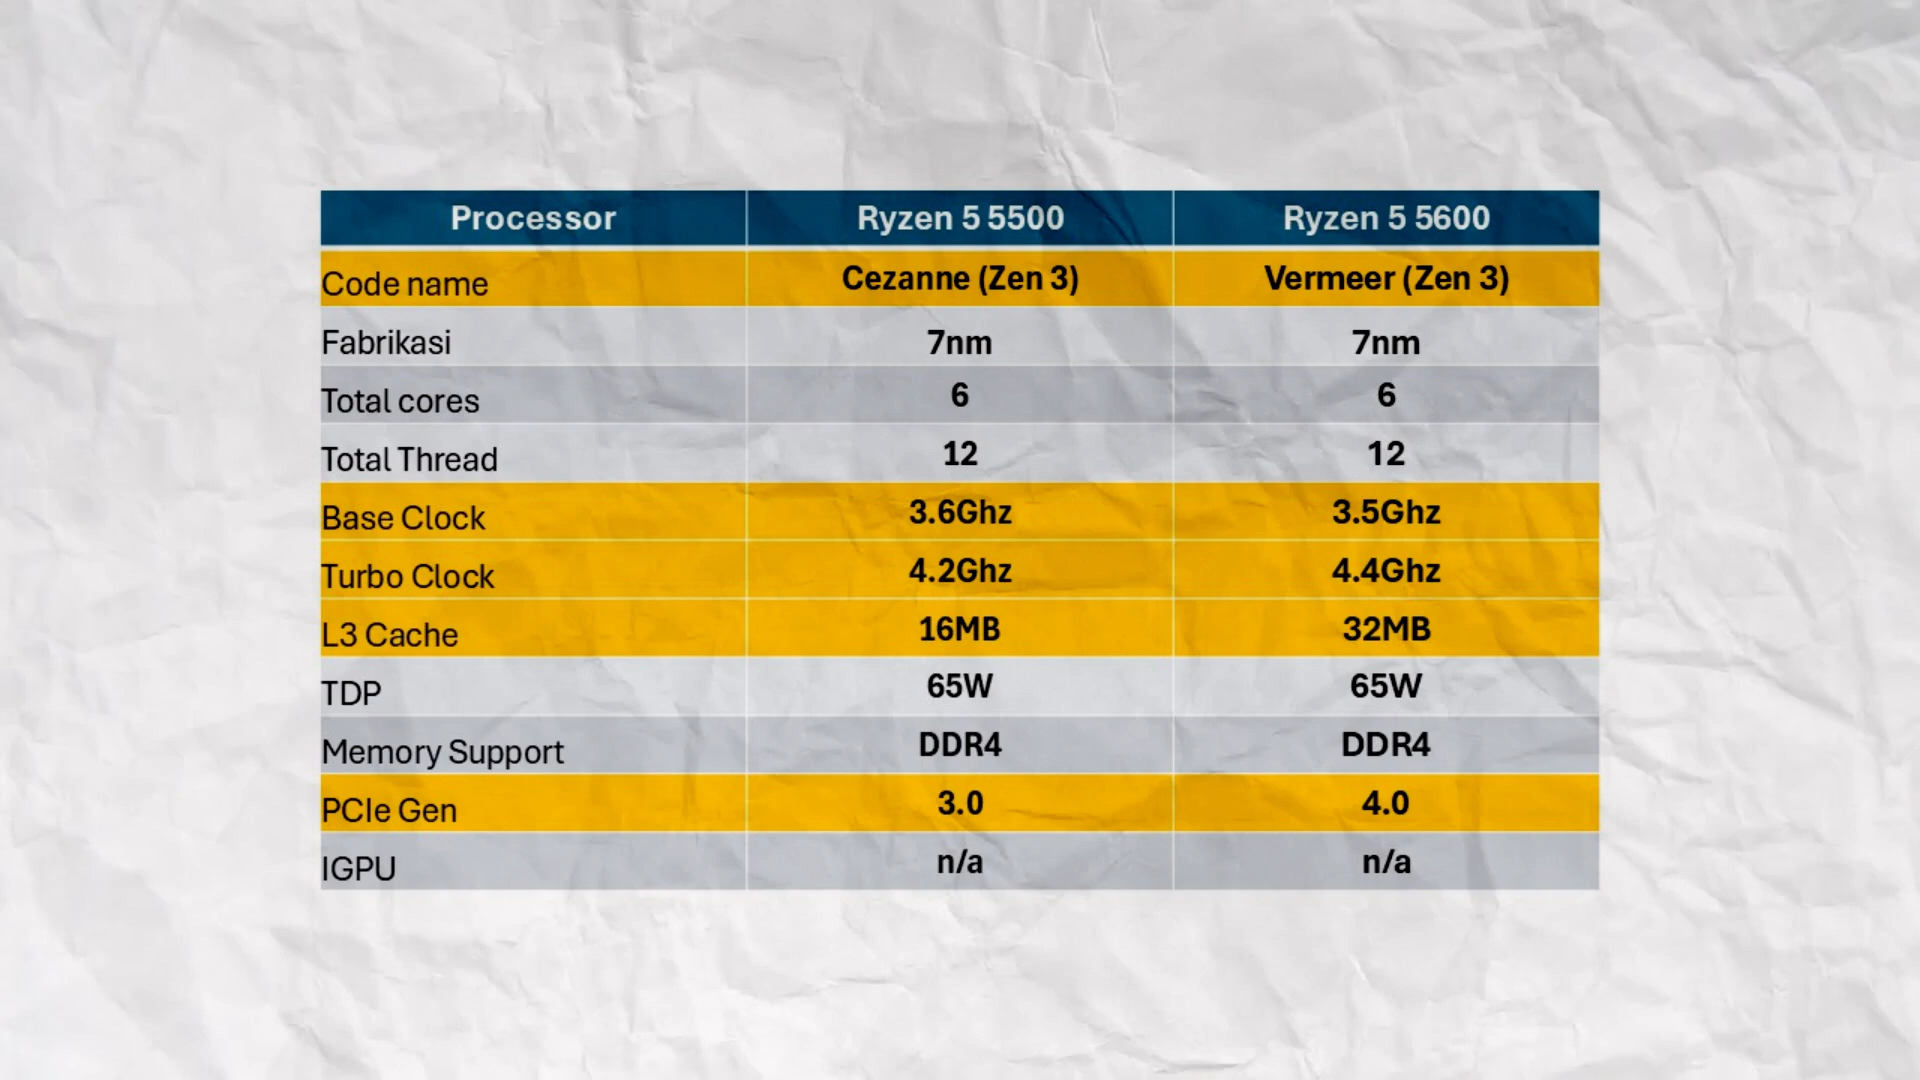 Processor Ryzen 5 5500 Ryzen 5 5600
Code name Cezanne (Zen 3) Vermeer (Zen 3)
Fabrikasi 7nm 7nm
Total cores 6 6
Total Thread 12 12
Base Clock 3.6Ghz 3.5Ghz
Turbo Clock 4.2Ghz 4.4Ghz
L3 Cache 16MB 32MB
TDP 65W 65W
Memory Support DDR4 DDR4
PCIe Gen 3.0 4.0
IGPU n/a n/a